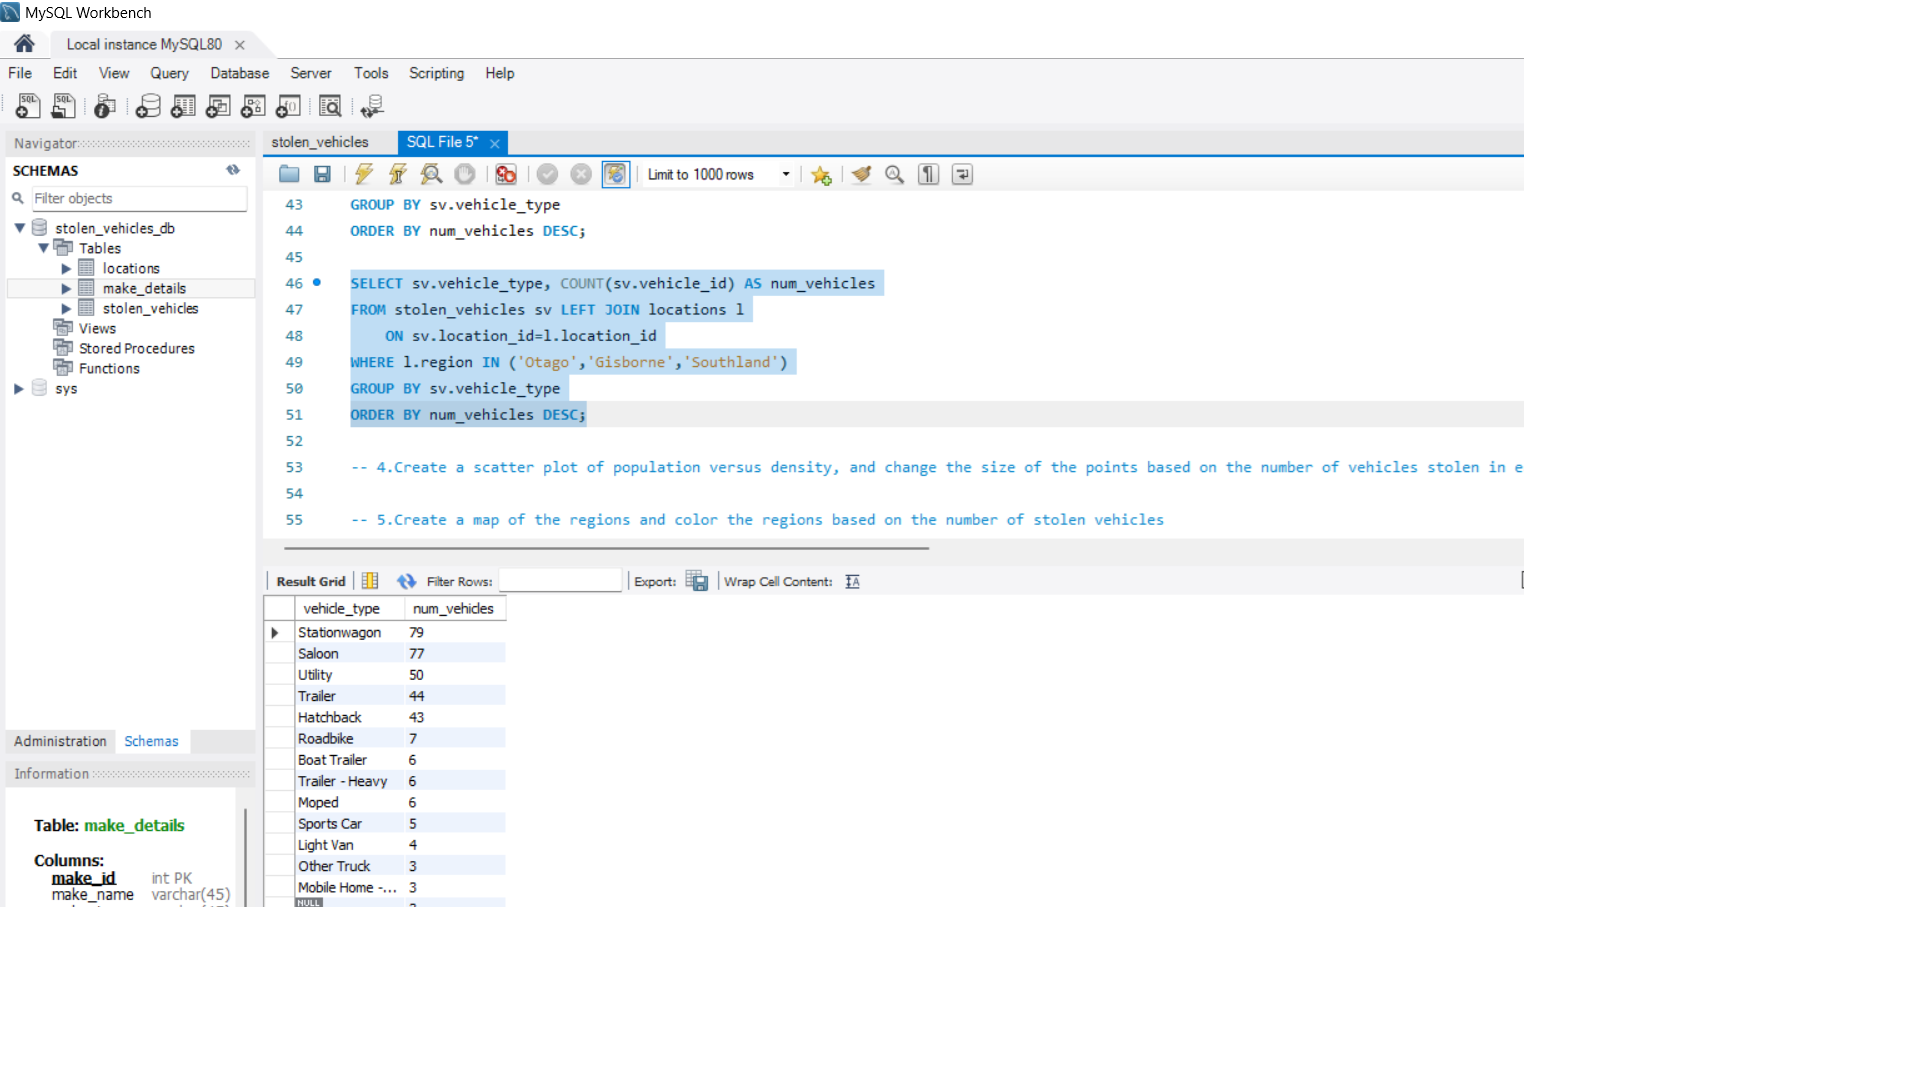 MySQL Workbench
Local instance MySQL80
File Edit View Query Database Server Tools Scripting Help
Navigator
SCHEMAS
Filter objects
stolen_vehicles_db
Tables
locations
make_details
stolen_vehicles
Views
Stored Procedures
Functions
sys
Administration Schemas
Information
Table: make_details
Columns:
make_id int PK
make_name varchar(45)
stolen_vehicles SQL File 5*
Limit to 1000 rows
43 GROUP BY sv.vehicle_type
44 ORDER BY num_vehicles DESC;
45
46 SELECT sv.vehicle_type, COUNT(sv.vehicle_id) AS num_vehicles
47 FROM stolen_vehicles sv LEFT JOIN locations l
48 ON sv.location_id=l.location_id
49 WHERE l.region IN ('Otago','Gisborne','Southland')
50 GROUP BY sv.vehicle_type
51 ORDER BY num_vehicles DESC;
52
53 -- 4.Create a scatter plot of population versus density, and change the size of the points based on the number of vehicles stolen in e
54
55 -- 5.Create a map of the regions and color the regions based on the number of stolen vehicles
Result Grid Filter Rows: Export: Wrap Cell Content:
vehicle_type num_vehicles
Stationwagon 79
Saloon 77
Utility 50
Trailer 44
Hatchback 43
Roadbike 7
Boat Trailer 6
Trailer - Heavy 6
Moped 6
Sports Car 5
Light Van 4
Other Truck 3
Mobile Home -... 3
NULL